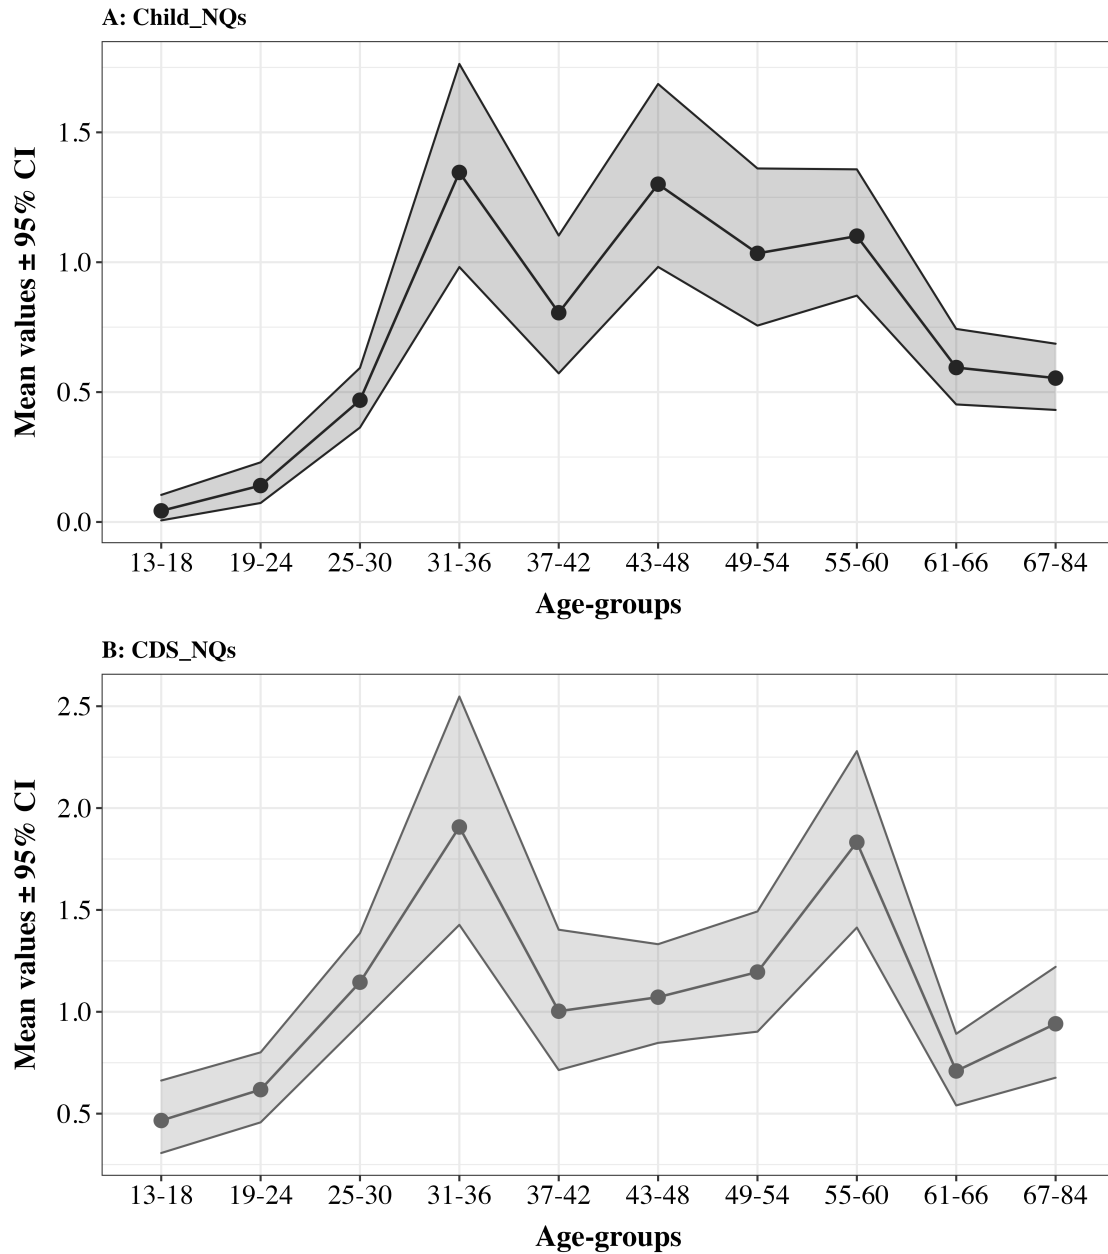 A: Child_NQs
Mean values ± 95% CI
1.5
1.0
0.5
0.0
13-18 19-24 25-30 31-36 37-42 43-48 49-54 55-60 61-66 67-84
Age-groups
B: CDS_NQs
Mean values ± 95% CI
2.5
2.0
1.5
1.0
0.5
13-18 19-24 25-30 31-36 37-42 43-48 49-54 55-60 61-66 67-84
Age-groups